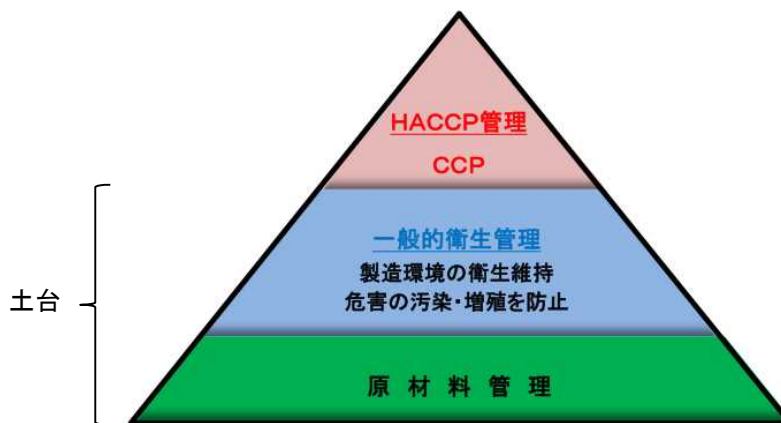 HACCP管理
CCP
一般的衛生管理
製造環境の衛生維持
危害の汚染・増殖を防止
土台
原材料管理